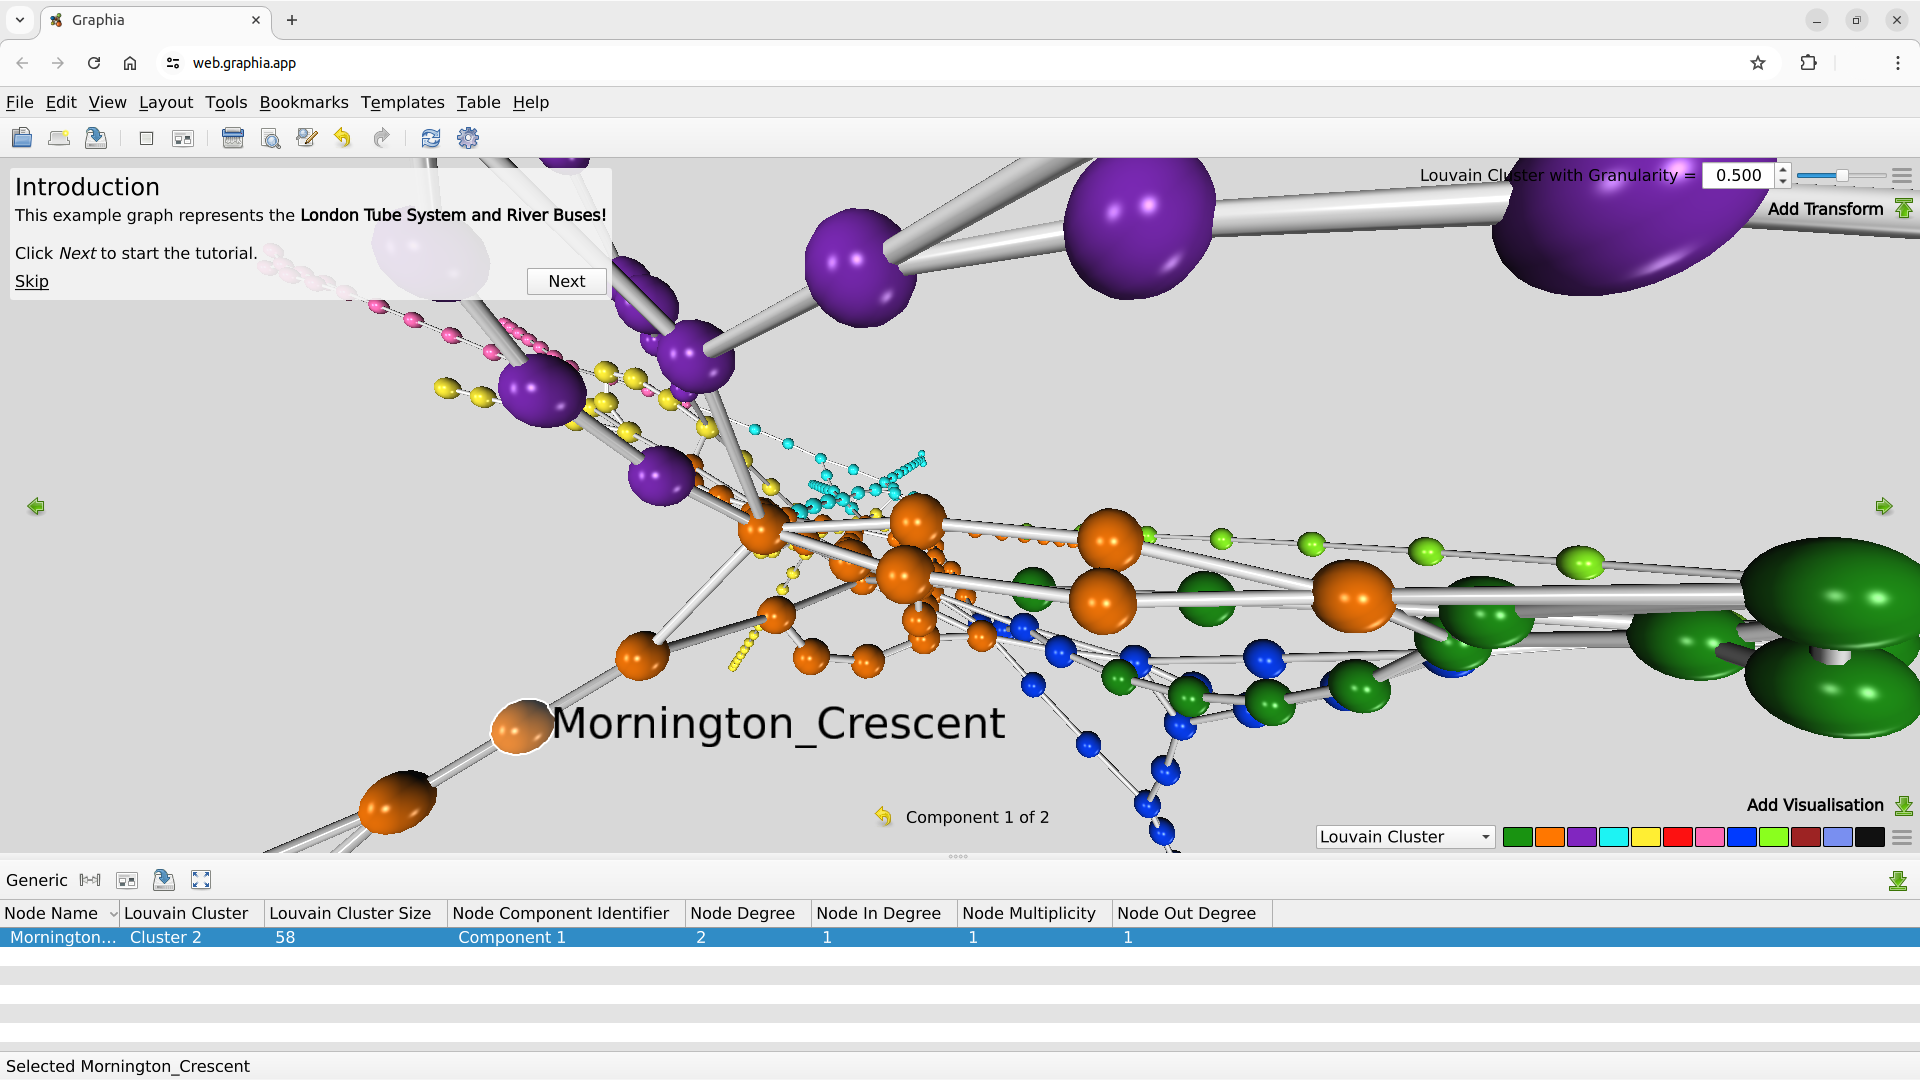 Graphia
web.graphia.app
File Edit View Layout Tools Bookmarks Templates Table Help
Introduction
This example graph represents the London Tube System and River Buses!
Click Next to start the tutorial.
Skip
Next
Louvain Cluster with Granularity = 0.500
Add Transform
Mornington_Crescent
Component 1 of 2
Add Visualisation
Louvain Cluster
Generic
Node Name Louvain Cluster Louvain Cluster Size Node Component Identifier Node Degree Node In Degree Node Multiplicity Node Out Degree
Mornington... Cluster 2 58 Component 1 2 1 1 1
Selected Mornington_Crescent